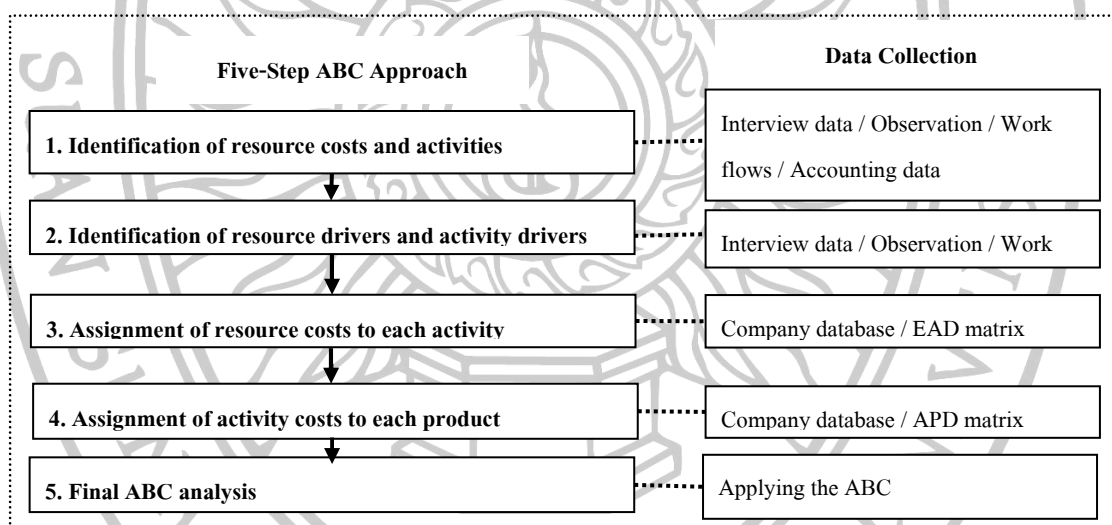 Five-Step ABC Approach
Data Collection
1. Identification of resource costs and activities
Interview data / Observation / Work
flows / Accounting data
2. Identification of resource drivers and activity drivers
Interview data / Observation / Work
3. Assignment of resource costs to each activity
Company database / EAD matrix
4. Assignment of activity costs to each product
Company database / APD matrix
5. Final ABC analysis
Applying the ABC